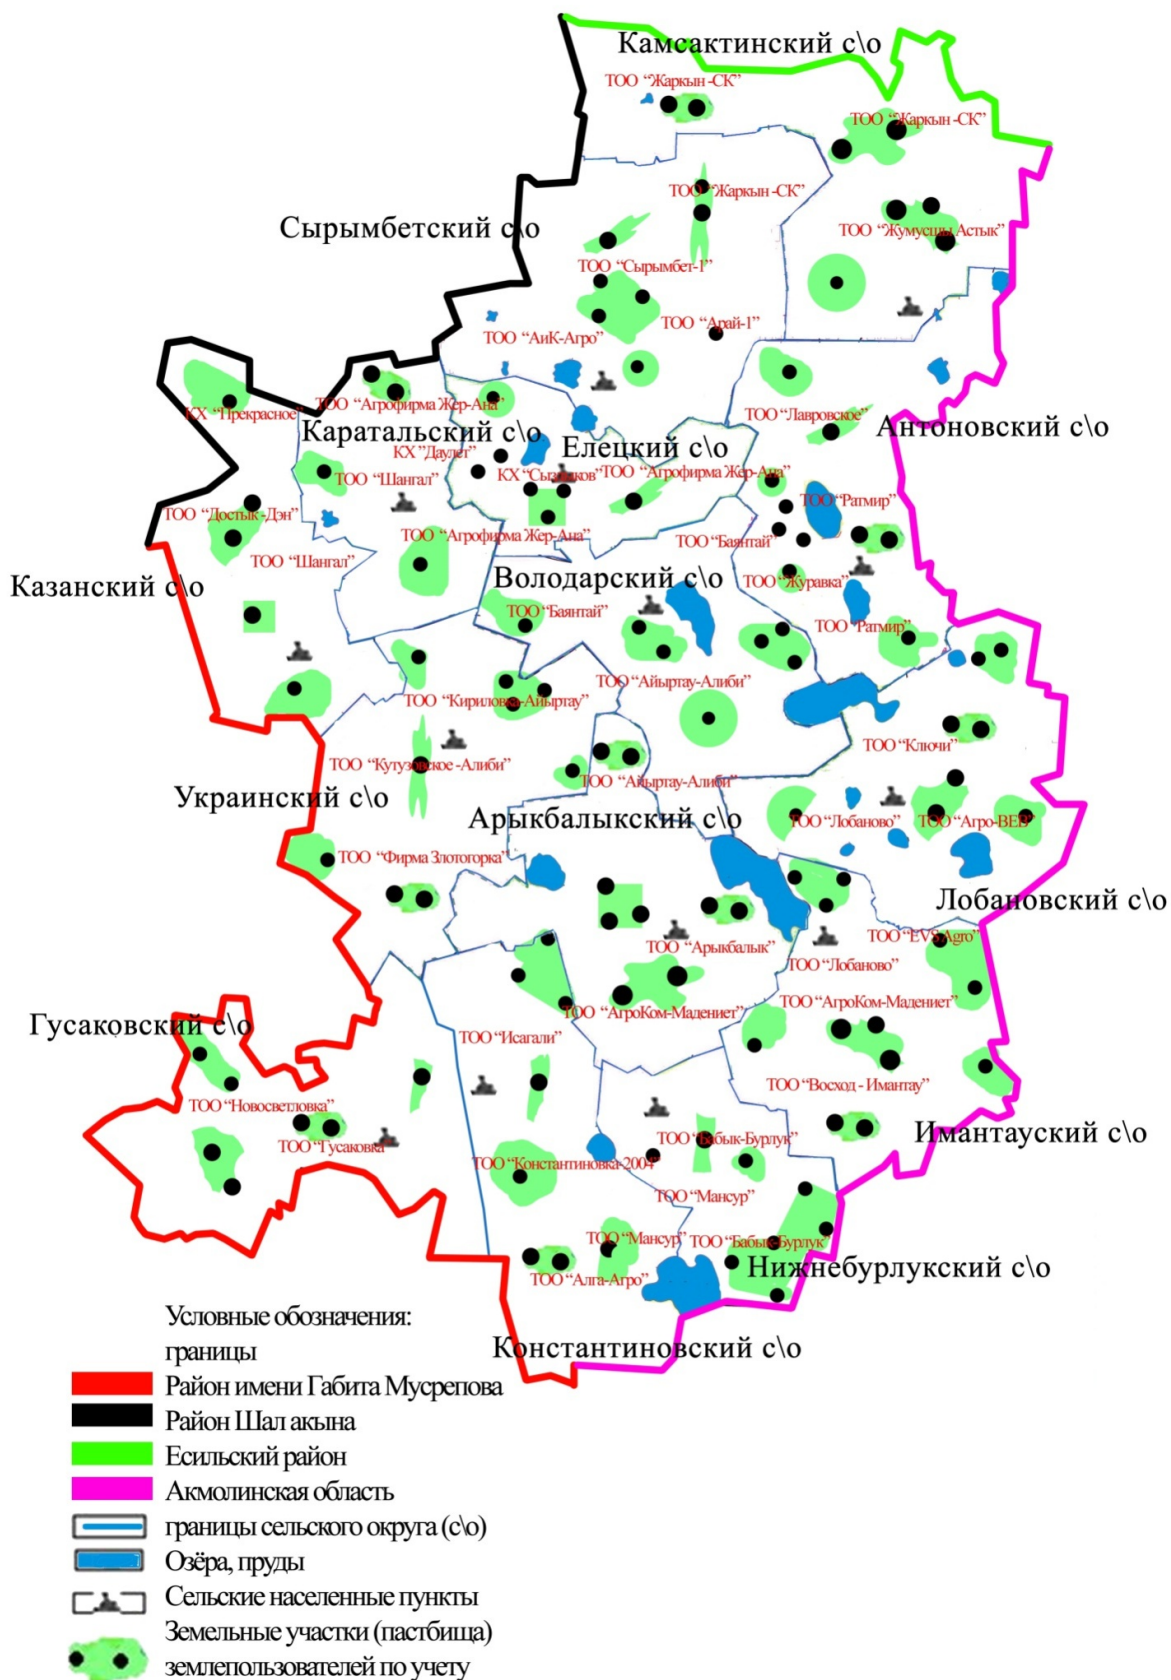 Камсактинский с\о
ТОО “Жаркын -СК”
ТОО “Жаркын -СК”
ТОО “Жаркын -СК”
Сырымбетский с\о
ТОО “Жумусшы Астык”
ТОО “Сырымбет-1”
ТОО “Арай-1”
ТОО “АиК-Агро”
КХ “Прекрасное”
ТОО “Агрофирма Жер-Ана”
ТОО “Лавровское”
Антоновский с\о
Каратальский с\о
Елецкий с\о
КХ ”Даулет”
ТОО “Шангал”
КХ “Сыздыков”
ТОО “Агрофирма Жер-Ана”
ТОО “Ратмир”
ТОО “Достык -Дэн”
ТОО “Агрофирма Жер-Ана”
ТОО “Баянтай”
ТОО “Шангал”
Казанский с\о
Володарский с\о
ТОО “Журавка”
ТОО “Баянтай”
ТОО “Ратмир”
ТОО “Айыртау-Алиби”
ТОО “Кириловка-Айыртау”
ТОО “Ключи”
ТОО “Кутузовское -Алиби”
ТОО “Айыртау-Алиби”
Украинский с\о
Арыкбалыкский с\о
ТОО “Лобаново”
ТОО “Агро-ВЕВ”
ТОО “Фирма Златогорка”
Лобановский с\о
ТОО “EVS Agro”
ТОО “Арыкбалык”
ТОО “Лобаново”
ТОО “АгроКом-Мадениет”
ТОО “АгроКом-Мадениет”
Гусаковский с\о
ТОО “Исагали”
ТОО “Восход - Имантау”
ТОО “Новосветловка”
ТОО “Гусаковка”
Имантауский с\о
ТОО “Бабык-Бурлук”
ТОО “Константиновка-2004”
ТОО “Мансур”
ТОО “Мансур”
ТОО “Бабык-Бурлук”
ТОО “Алга-Агро”
Нижнебурлукский с\о
Константиновский с\о
Условные обозначения:
границы
Район имени Габита Мусрепова
Район Шал акына
Есильский район
Акмолинская область
границы сельского округа (с\о)
Озёра, пруды
Сельские населенные пункты
Земельные участки (пастбища)
землепользователей по учету